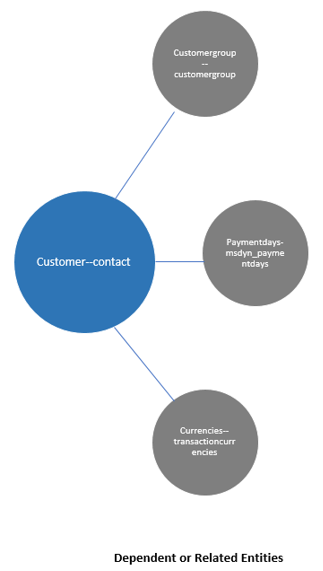 Customergroup
--
customergroup
Customer--contact
Paymentdays-
msdyn_payme
ntdays
Currencies--
transactioncurr
encies
Dependent or Related Entities